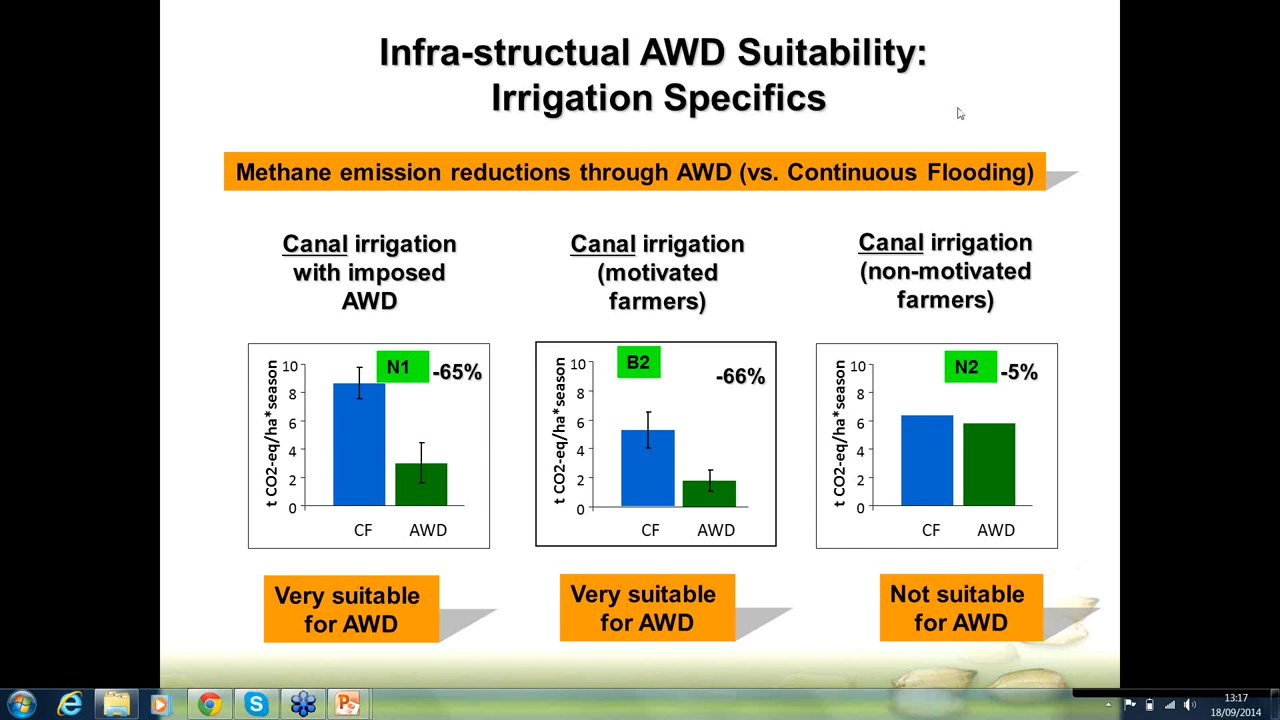 Infra-structual AWD Suitability:
Irrigation Specifics
Methane emission reductions through AWD (vs. Continuous Flooding)
Canal irrigation
with imposed
AWD
Canal irrigation
(motivated
farmers)
Canal irrigation
(non-motivated
farmers)
t CO2-eq/ha*season
10
8
6
4
2
0
N1
-65%
CF
AWD
t CO2-eq/ha*season
10
8
6
4
2
0
B2
-66%
CF
AWD
t CO2-eq/ha*season
10
8
6
4
2
0
N2
-5%
CF
AWD
Very suitable
for AWD
Very suitable
for AWD
Not suitable
for AWD
13:17
18/09/2014